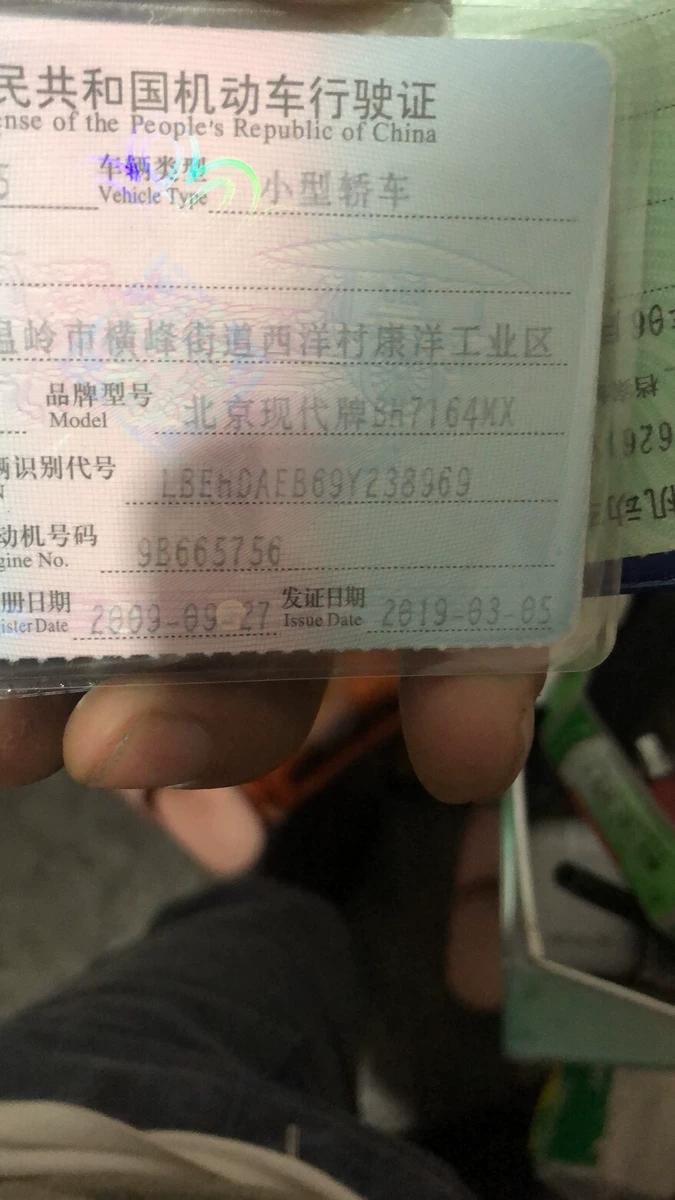 民共和国机动车行驶证
ense of the People's Republic of China
5 车辆类型 小型轿车
Vehicle Type
温岭市横峰街道西洋村康洋工业区
品牌型号 北京现代牌BH7164MX
Model
辆识别代号 LBEHDAEB69Y238969
N
动机号码 9B665756
gine No.
册日期 2009-09-27 发证日期 2019-03-05
isterDate Issue Date